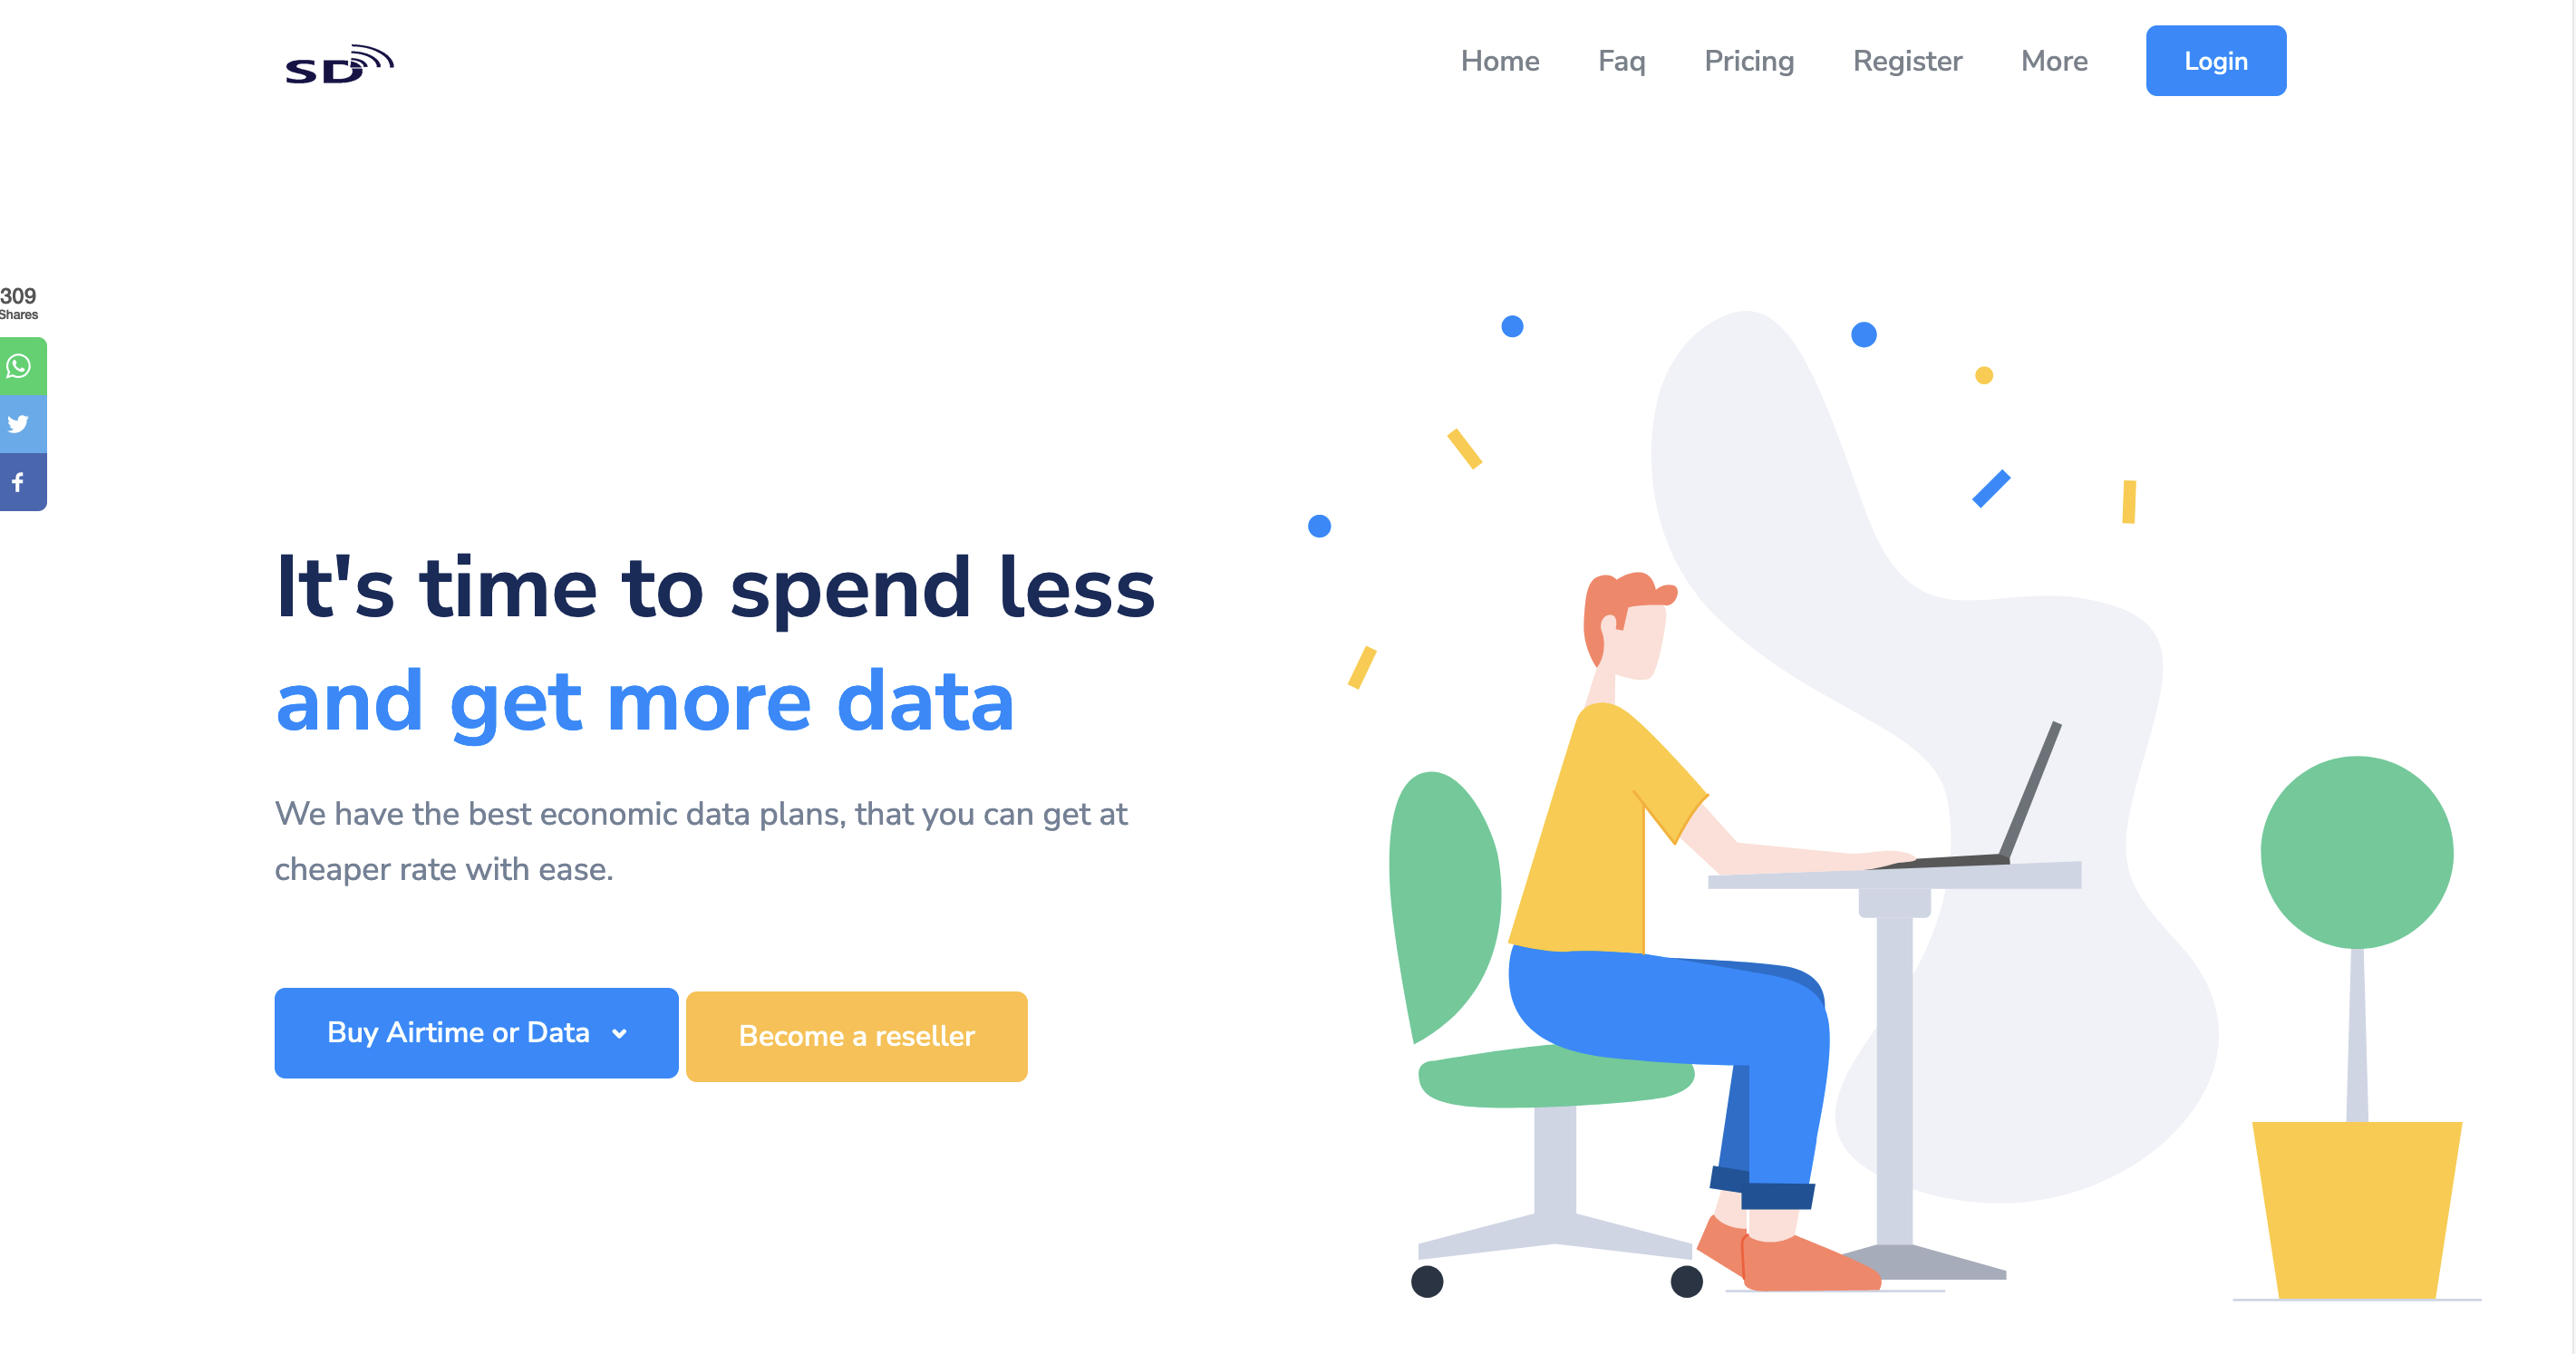 SD
Home Faq Pricing Register More Login
309
Shares
It's time to spend less
and get more data
We have the best economic data plans, that you can get at
cheaper rate with ease.
Buy Airtime or Data
Become a reseller